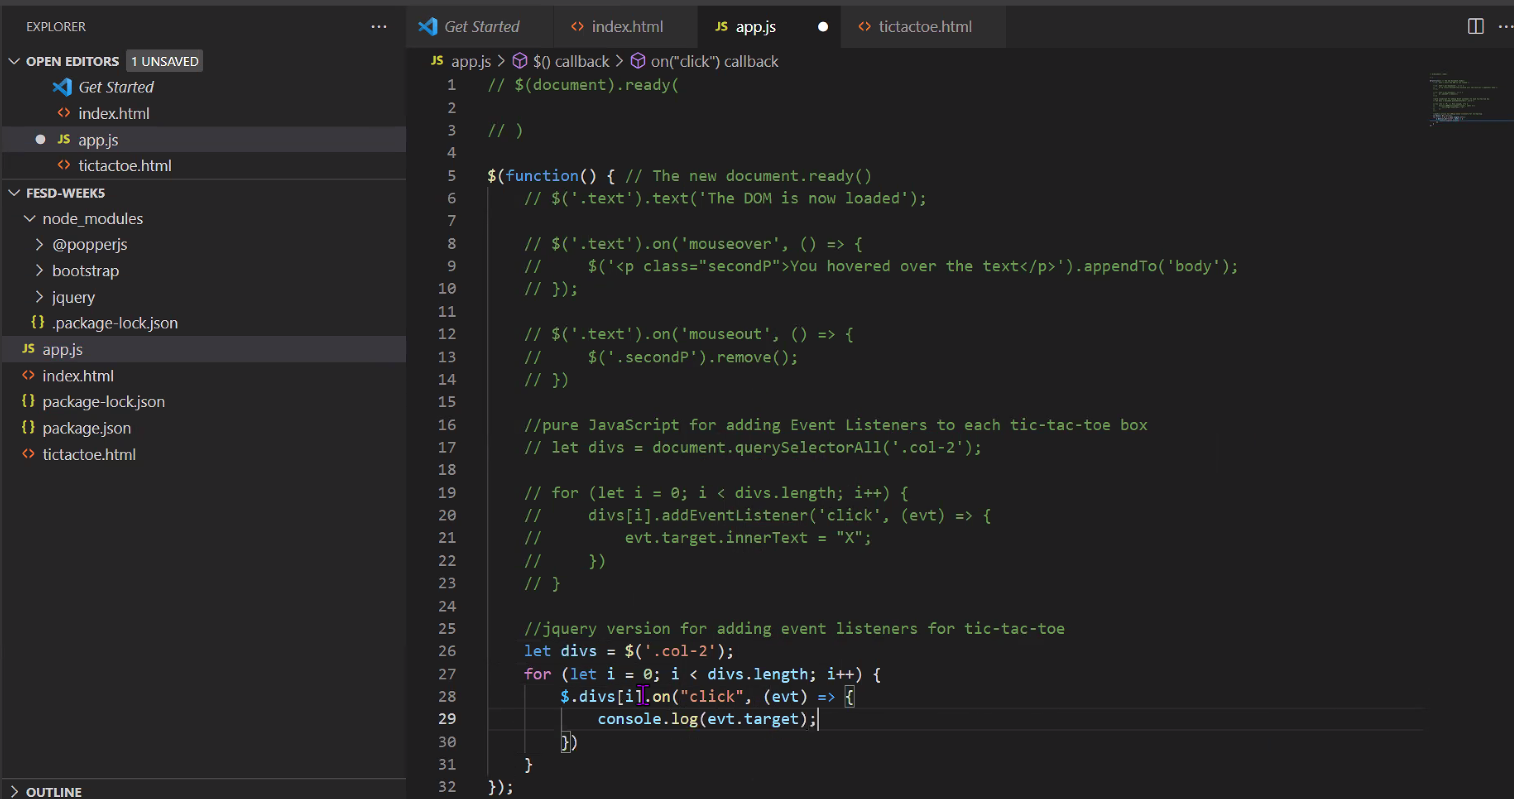 EXPLORER
OPEN EDITORS 1 UNSAVED
Get Started
index.html
JS app.js
tictactoe.html
FESD-WEEK5
node_modules
@popperjs
bootstrap
jquery
{} .package-lock.json
JS app.js
index.html
{} package-lock.json
{} package.json
tictactoe.html
OUTLINE
Get Started
index.html
JS app.js
tictactoe.html
JS app.js > $() callback > on("click") callback
1 // $(document).ready(
2
3 // )
4
5 $(function() { // The new document.ready()
6 // $('.text').text('The DOM is now loaded');
7
8 // $('.text').on('mouseover', () => {
9 //     $('<p class="secondP">You hovered over the text</p>').appendTo('body');
10 // });
11
12 // $('.text').on('mouseout', () => {
13 //     $('.secondP').remove();
14 // })
15
16 //pure JavaScript for adding Event Listeners to each tic-tac-toe box
17 // let divs = document.querySelectorAll('.col-2');
18
19 // for (let i = 0; i < divs.length; i++) {
20 //     divs[i].addEventListener('click', (evt) => {
21 //         evt.target.innerText = "X";
22 //     })
23 // }
24
25 //jquery version for adding event listeners for tic-tac-toe
26 let divs = $('.col-2');
27 for (let i = 0; i < divs.length; i++) {
28 $.divs[i].on("click", (evt) => {
29 console.log(evt.target);
30 })
31 }
32 });